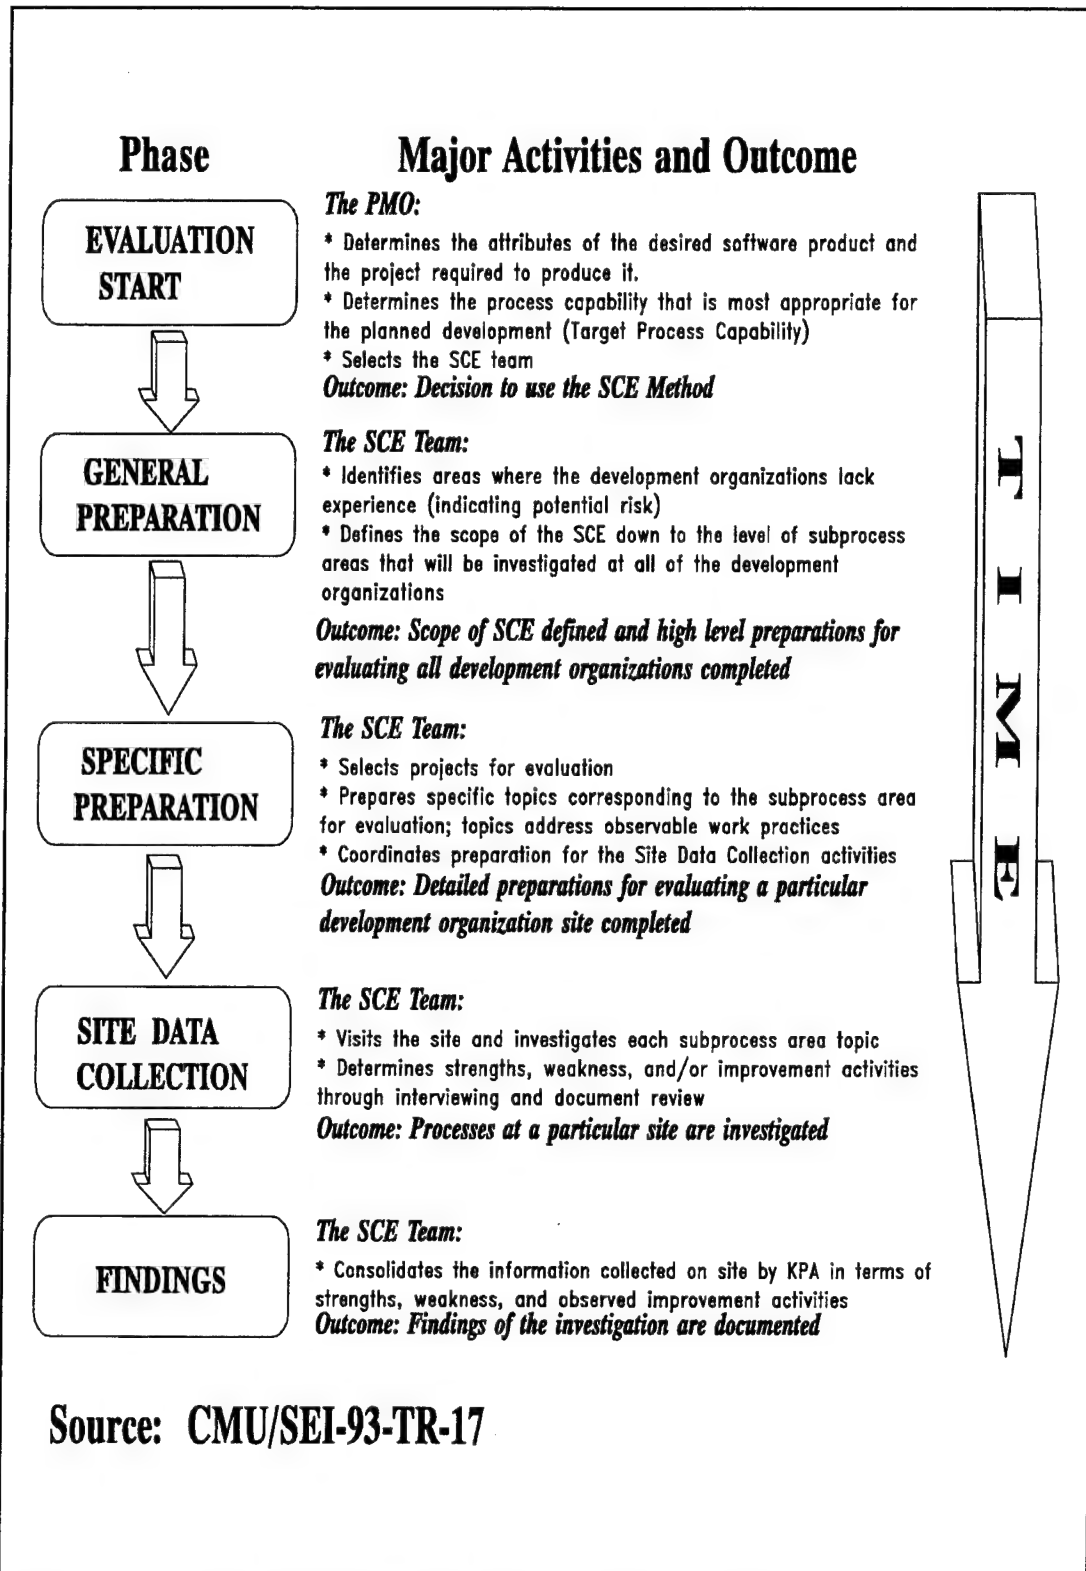 Phase
Major Activities and Outcome
EVALUATION
START
The PMO:
* Determines the attributes of the desired software product and
the project required to produce it.
* Determines the process capability that is most appropriate for
the planned development (Target Process Capability)
* Selects the SCE team
Outcome: Decision to use the SCE Method
GENERAL
PREPARATION
The SCE Team:
* Identifies areas where the development organizations lack
experience (indicating potential risk)
* Defines the scope of the SCE down to the level of subprocess
areas that will be investigated at all of the development
organizations
Outcome: Scope of SCE defined and high level preparations for
evaluating all development organizations completed
SPECIFIC
PREPARATION
The SCE Team:
* Selects projects for evaluation
* Prepares specific topics corresponding to the subprocess area
for evaluation; topics address observable work practices
* Coordinates preparation for the Site Data Collection activities
Outcome: Detailed preparations for evaluating a particular
development organization site completed
SITE DATA
COLLECTION
The SCE Team:
* Visits the site and investigates each subprocess area topic
* Determines strengths, weakness, and/or improvement activities
through interviewing and document review
Outcome: Processes at a particular site are investigated
FINDINGS
The SCE Team:
* Consolidates the information collected on site by KPA in terms of
strengths, weakness, and observed improvement activities
Outcome: Findings of the investigation are documented
TIME
Source: CMU/SEI-93-TR-17